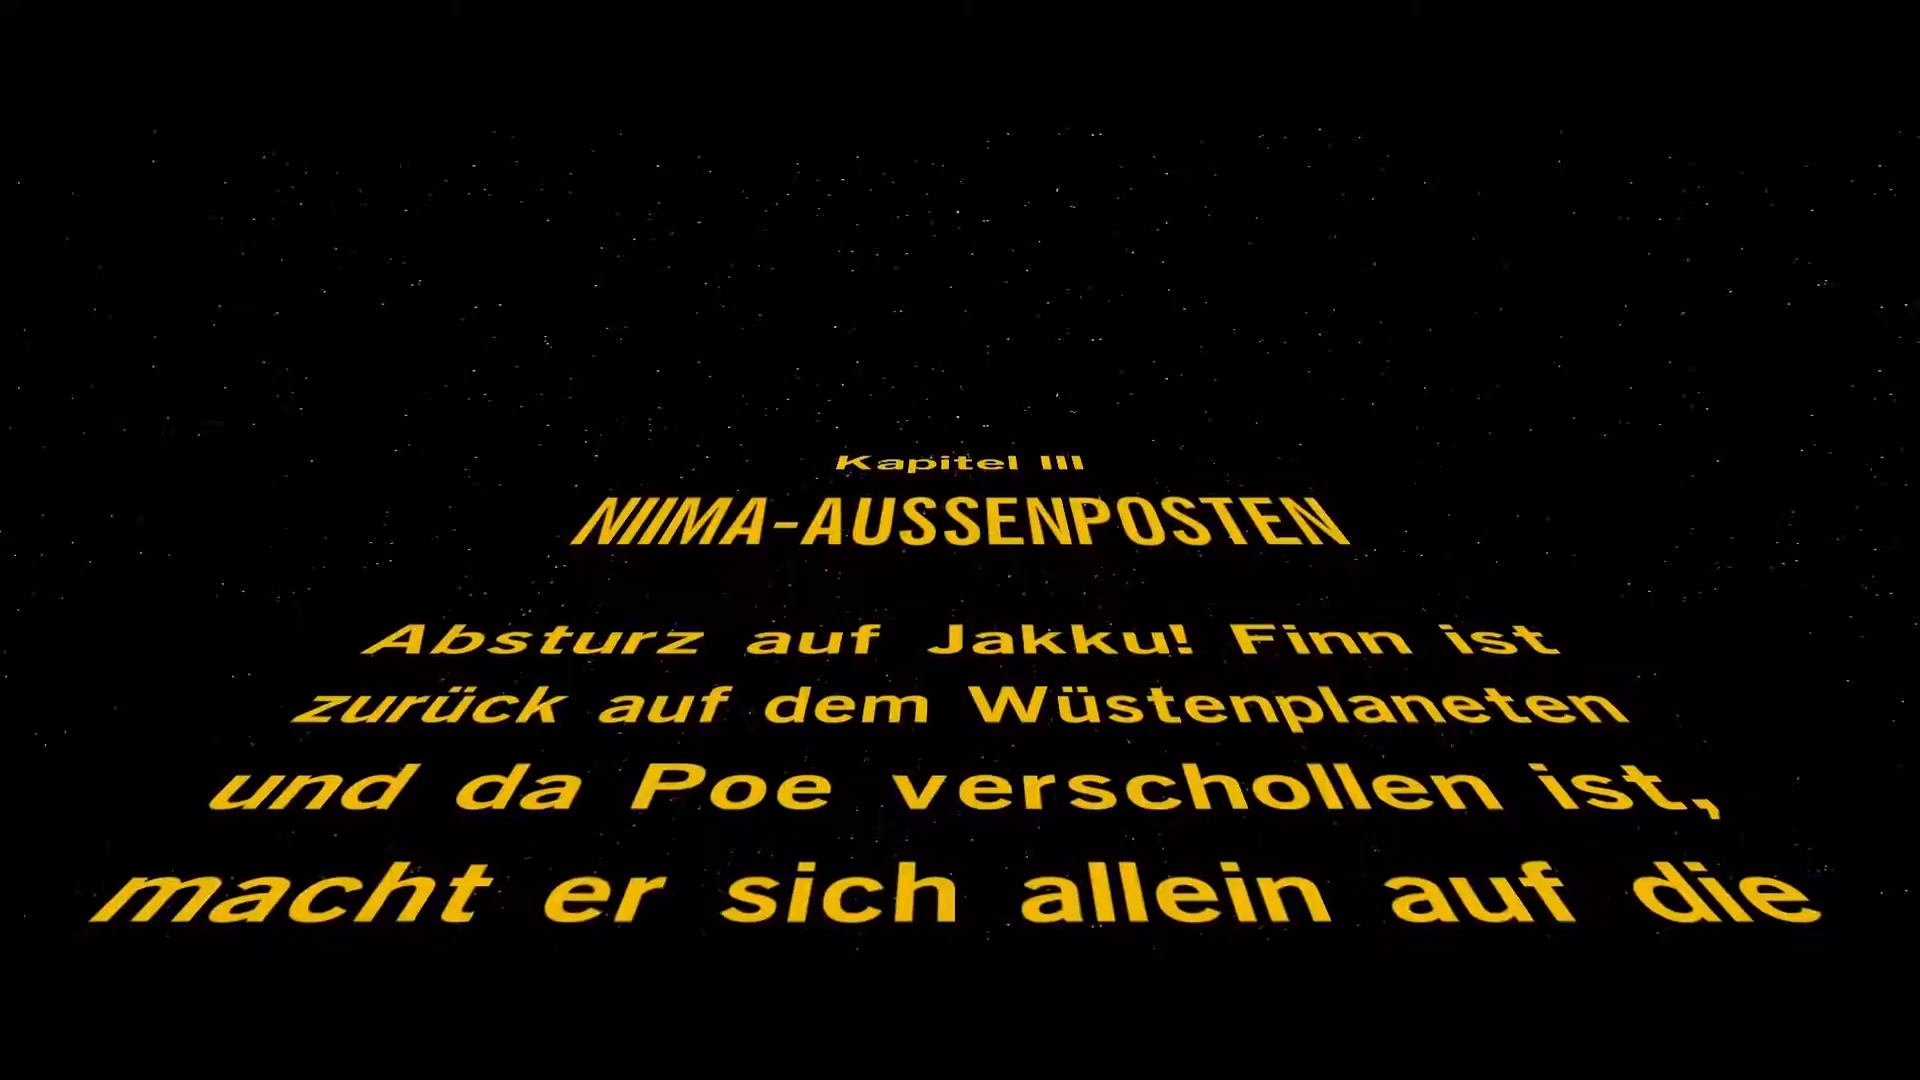 Kapitel III
NIIMA-AUSSENPOSTEN
Absturz auf Jakku! Finn ist
zurück auf dem Wüstenplaneten
und da Poe verschollen ist,
macht er sich allein auf die